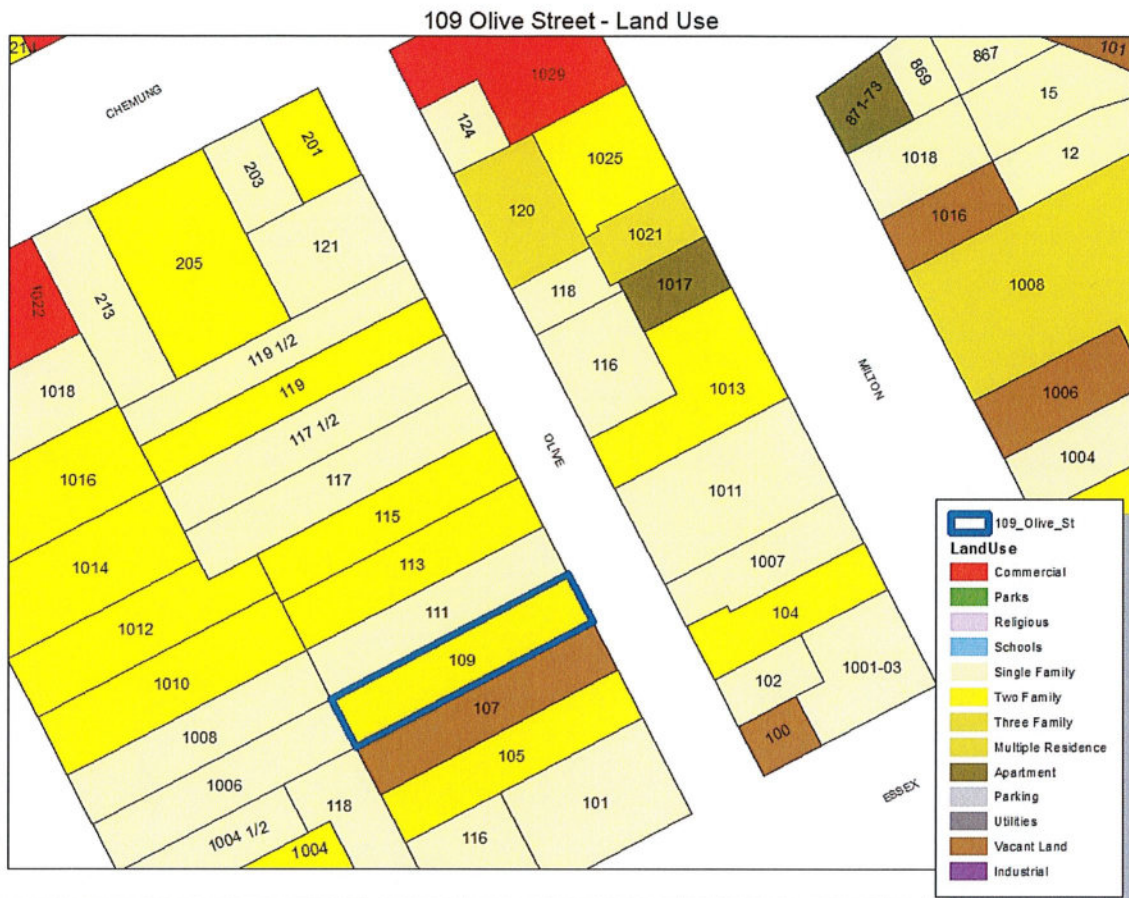 109 Olive Street - Land Use
CHEMUNG
201
203
205
121
213
1022
1018
119 1/2
119
117 1/2
117
1016
115
1014
113
1012
111
1010
109
107
1008
1006
105
1004 1/2
118
1004
116
101
OLIVE
1029
124
1025
120
1021
118
1017
116
1013
1011
1007
104
102
1001-03
100
MILTON
ESSEX
871-73
869
867
101
15
1018
12
1016
1008
1006
1004
109_Olive_St
LandUse
Commercial
Parks
Religious
Schools
Single Family
Two Family
Three Family
Multiple Residence
Apartment
Parking
Utilities
Vacant Land
Industrial